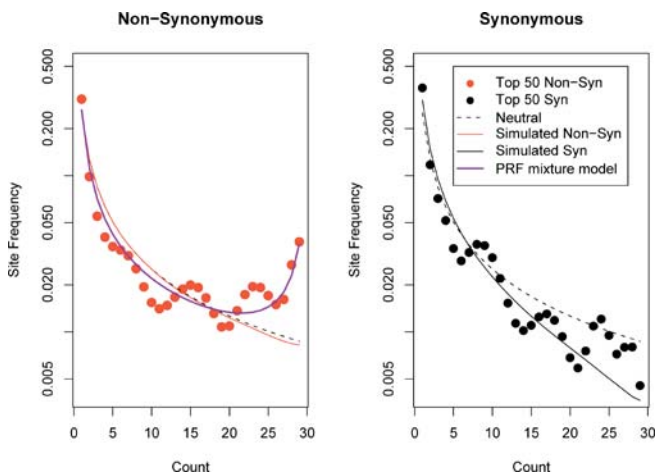 Non−Synonymous
Synonymous
0.500
0.200
0.050
0.020
0.005
Site Frequency
0 5 10 15 20 25 30
Count
0.500
0.200
0.050
0.020
0.005
Site Frequency
Top 50 Non−Syn
Top 50 Syn
Neutral
Simulated Non−Syn
Simulated Syn
PRF mixture model
0 5 10 15 20 25 30
Count